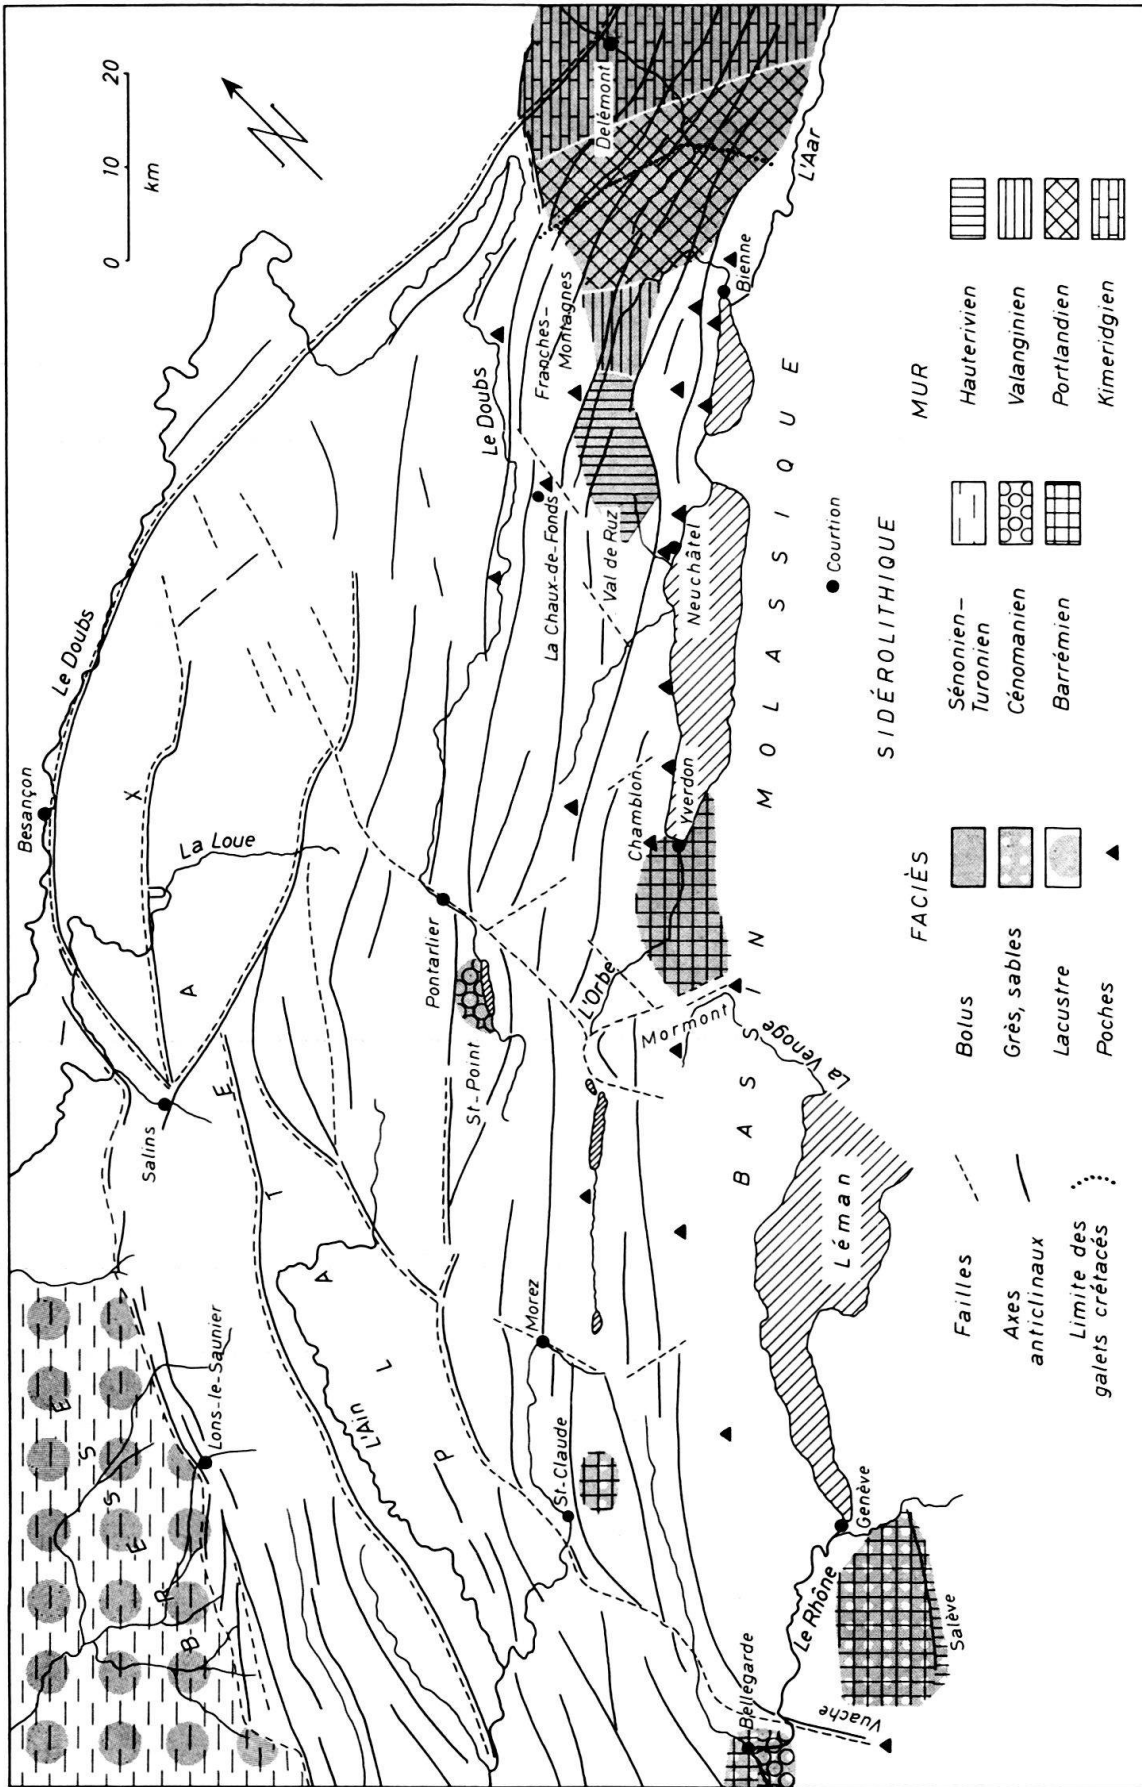 0 10 20
km
N
Besançon
Le Doubs
X
La Loue
U
A
E
T
A
L
L
P
Salins
Lons-le-Saunier
B R E S S E
L'Ain
Le Doubs
Franches-
Montagnes
Delémont
L'Aar
Bienne
La Chaux-de-Fonds
Val de Ruz
Neuchâtel
Courtion
Pontarlier
St-Point
Chamblon
Yverdon
L'Orbe
Mormont
La Venoge
Morez
St-Claude
Léman
Genève
Le Rhône
Salève
Vuache
Bellegarde
BASSIN MOLASSIQUE
SIDÉROLITHIQUE
FACIÈS
MUR
Failles
Axes
anticlinaux
Limite des
galets crétacés
Bolus
Grès, sables
Lacustre
Poches
Sénonien-
Turonien
Cénomanien
Barrémien
Hauterivien
Valanginien
Portlandien
Kimeridgien